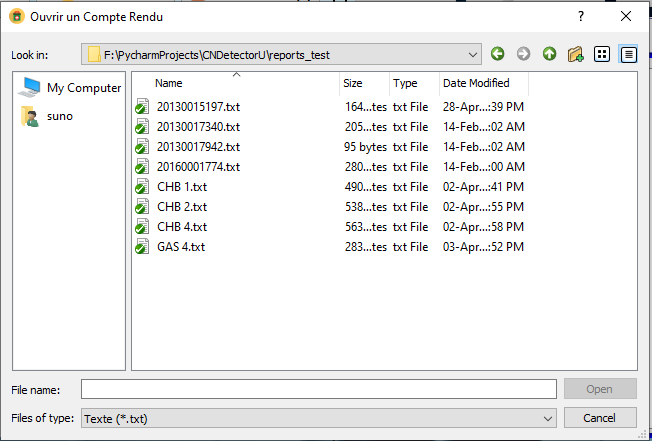 Ouvrir un Compte Rendu
Look in: F:\PycharmProjects\CNDetectorU\reports_test
My Computer
suno
Name Size Type Date Modified
20130015197.txt 164...tes txt File 28-Apr...:39 PM
20130017340.txt 205...tes txt File 14-Feb...:02 AM
20130017942.txt 95 bytes txt File 14-Feb...:02 AM
20160001774.txt 280...tes txt File 14-Feb...:00 AM
CHB 1.txt 490...tes txt File 02-Apr...:41 PM
CHB 2.txt 538...tes txt File 02-Apr...:55 PM
CHB 4.txt 563...tes txt File 02-Apr...:58 PM
GAS 4.txt 283...tes txt File 03-Apr...:52 PM
File name: Open
Files of type: Texte (*.txt) Cancel